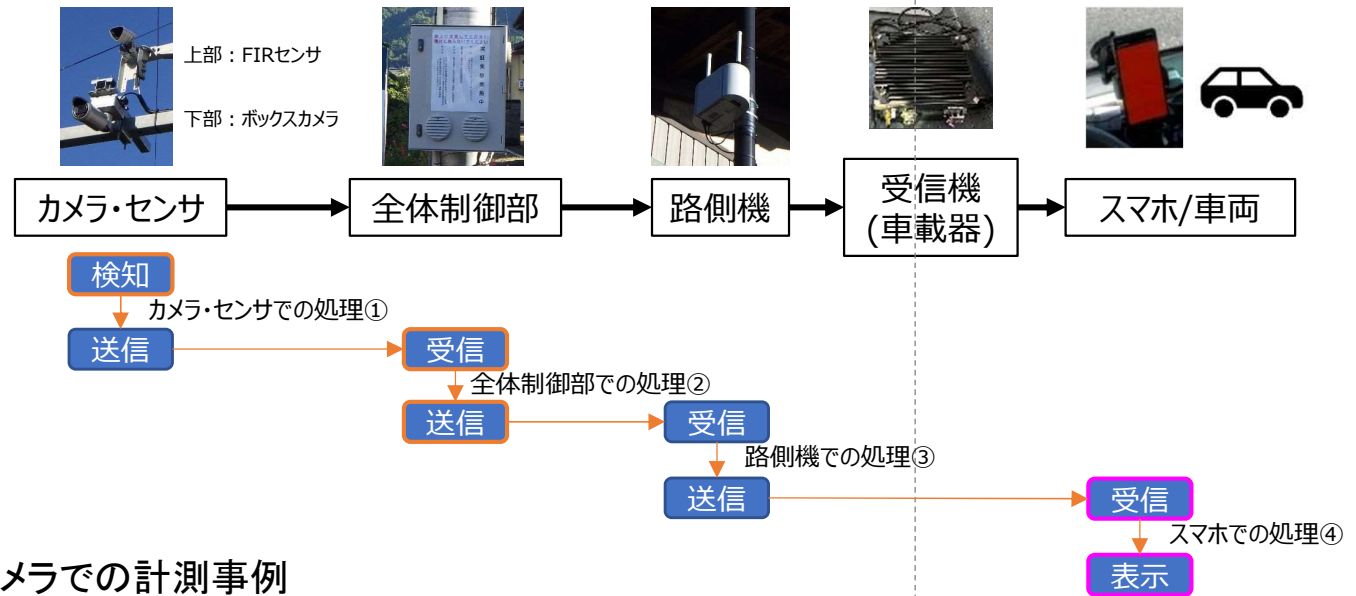 上部：FIRセンサ
下部：ボックスカメラ
カメラ・センサ
全体制御部
路側機
受信機
(車載器)
スマホ/車両
検知
カメラ・センサでの処理①
送信
受信
全体制御部での処理②
送信
受信
路側機での処理③
送信
受信
スマホでの処理④
表示
メラでの計測事例